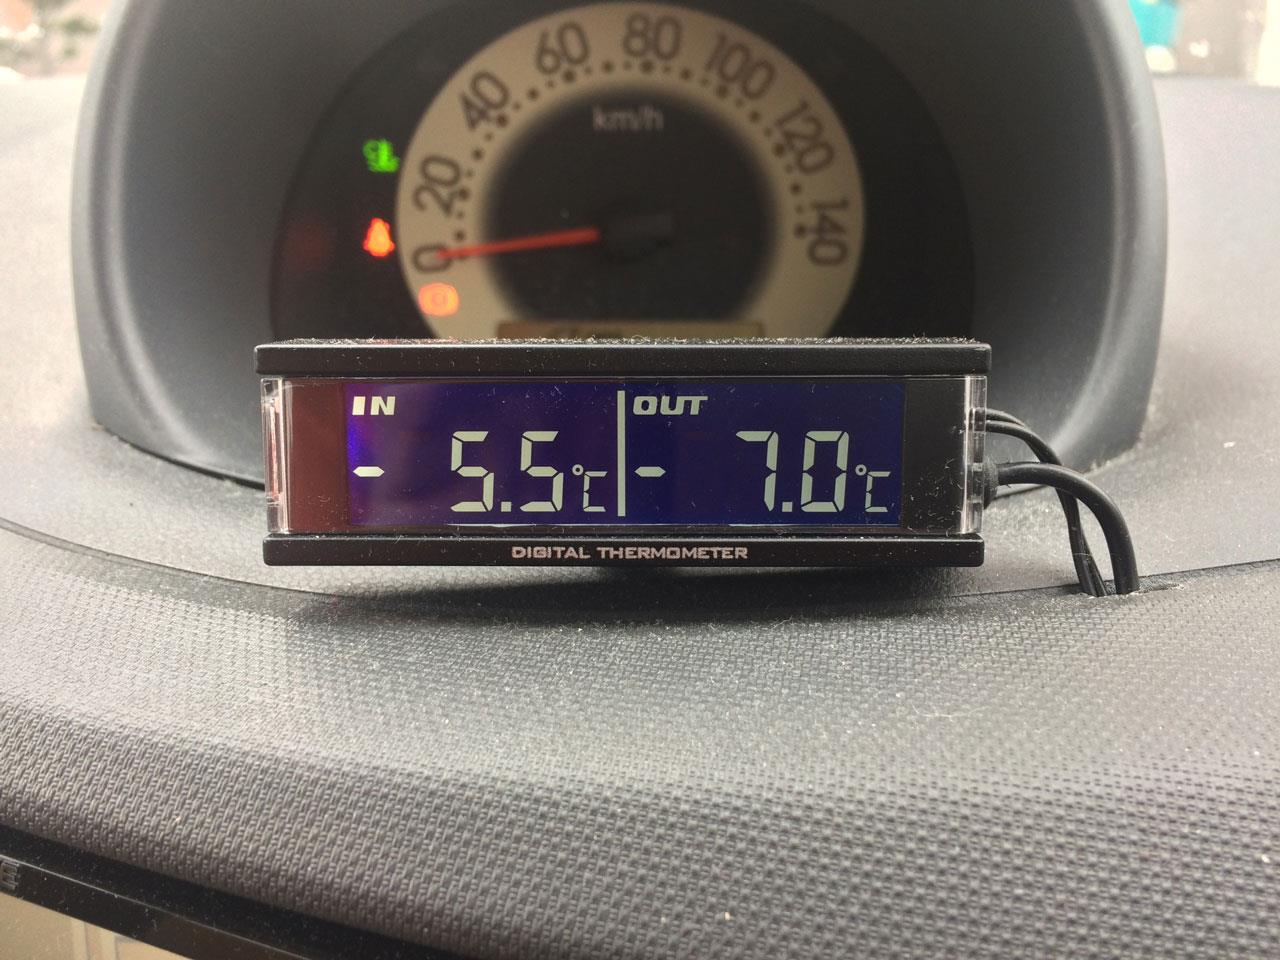 0
20
40
60
80
100
120
140
km/h
IN
- 5.5℃
OUT
- 7.0℃
DIGITAL THERMOMETER